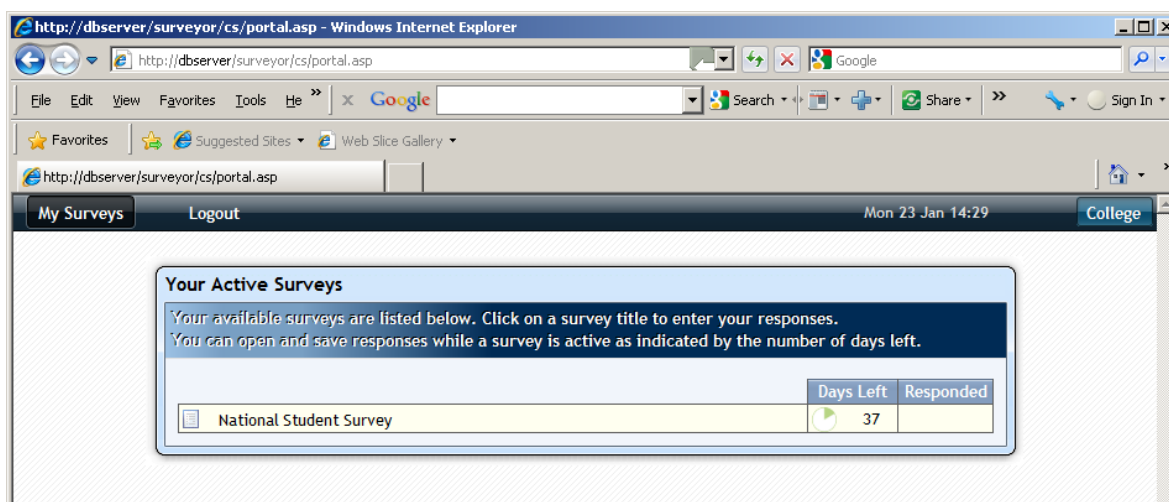 http://dbserver/surveyor/cs/portal.asp - Windows Internet Explorer
http://dbserver/surveyor/cs/portal.asp Google
File Edit View Favorites Tools He » x Google Search Share » Sign In
Favorites Suggested Sites Web Slice Gallery
http://dbserver/surveyor/cs/portal.asp
My Surveys Logout Mon 23 Jan 14:29 College
Your Active Surveys
Your available surveys are listed below. Click on a survey title to enter your responses.
You can open and save responses while a survey is active as indicated by the number of days left.
Days Left Responded
National Student Survey 37